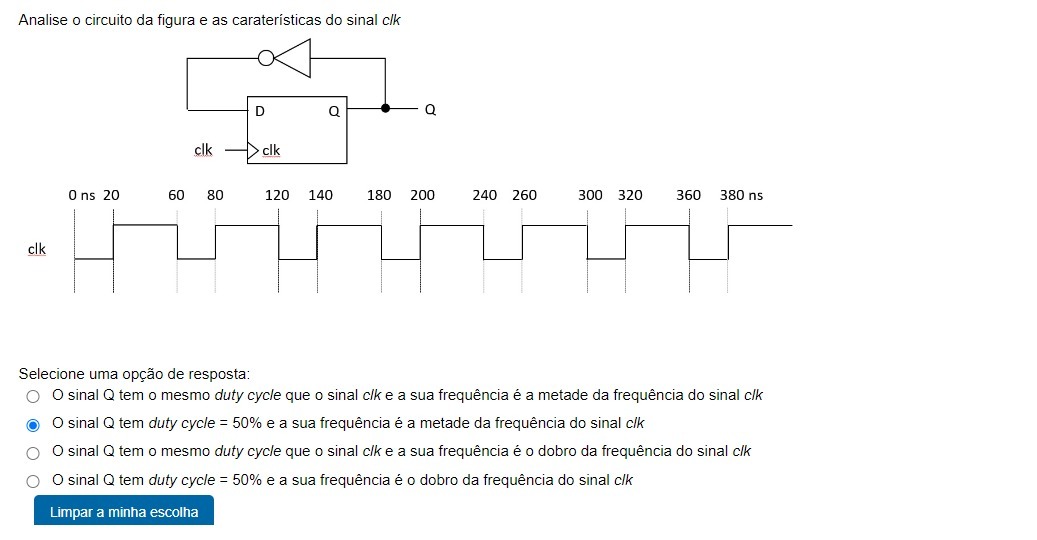 Analise o circuito da figura e as caraterísticas do sinal clk
D Q Q
clk clk
0 ns 20 60 80 120 140 180 200 240 260 300 320 360 380 ns
clk
Selecione uma opção de resposta:
O sinal Q tem o mesmo duty cycle que o sinal clk e a sua frequência é a metade da frequência do sinal clk
O sinal Q tem duty cycle = 50% e a sua frequência é a metade da frequência do sinal clk
O sinal Q tem o mesmo duty cycle que o sinal clk e a sua frequência é o dobro da frequência do sinal clk
O sinal Q tem duty cycle = 50% e a sua frequência é o dobro da frequência do sinal clk
Limpar a minha escolha